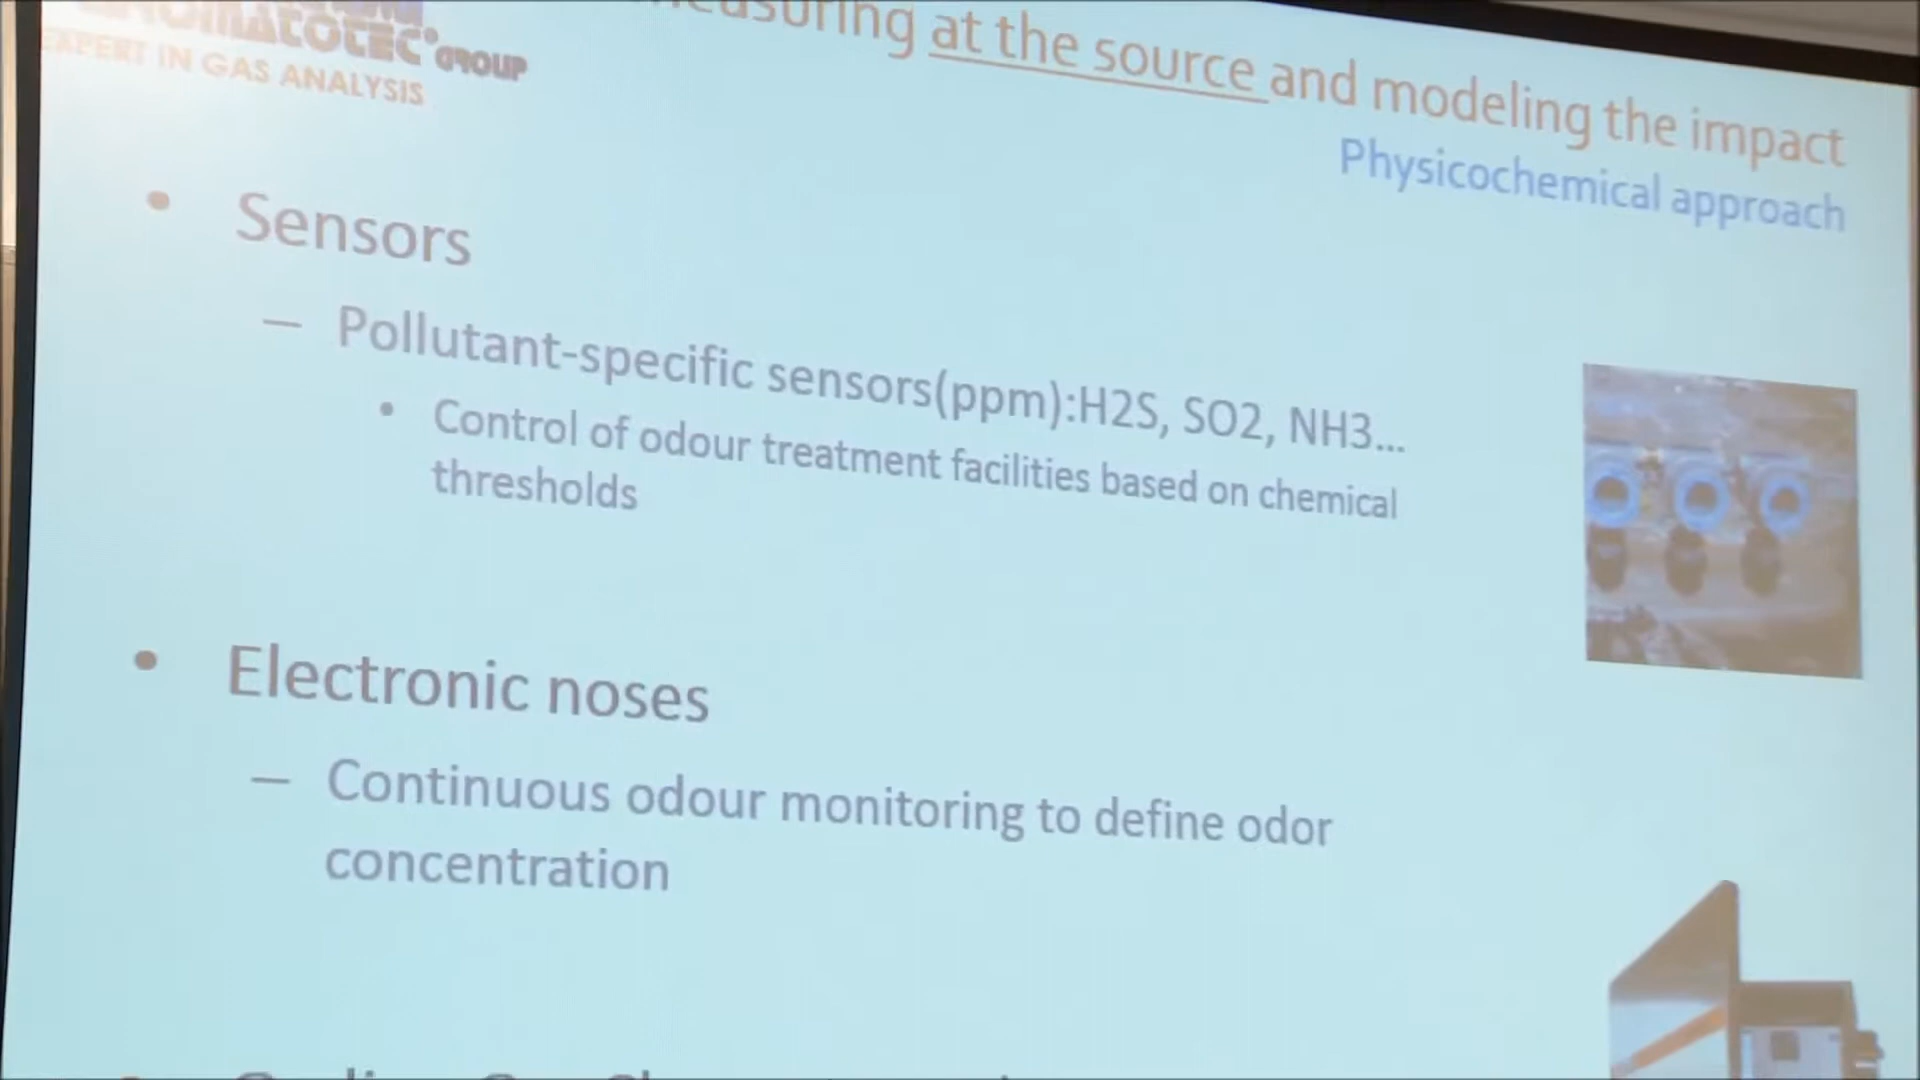 GROUP
EXPERT IN GAS ANALYSIS
at the source and modeling the impact
Physicochemical approach
• Sensors
– Pollutant-specific sensors(ppm):H2S, SO2, NH3...
• Control of odour treatment facilities based on chemical
thresholds
• Electronic noses
– Continuous odour monitoring to define odor
concentration